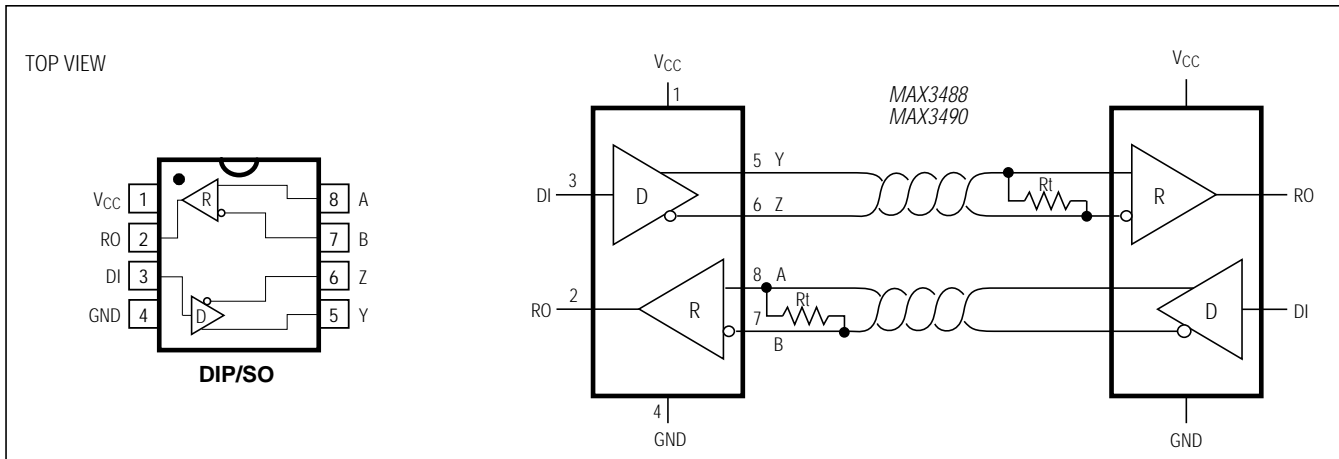 TOP VIEW
VCC 1
RO 2
DI 3
GND 4
8 A
7 B
6 Z
5 Y
R
D
DIP/SO
MAX3488
MAX3490
VCC
1
DI 3
D
5 Y
6 Z
Rt
R
RO
VCC
RO 2
R
8 A
Rt
7
B
D
DI
4
GND
GND